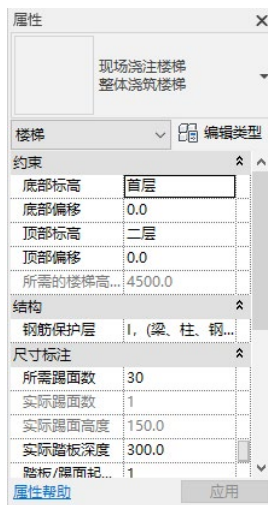 属性
现场浇注楼梯
整体浇筑楼梯
楼梯 编辑类型
约束
底部标高 首层
底部偏移 0.0
顶部标高 二层
顶部偏移 0.0
所需的楼梯高... 4500.0
结构
钢筋保护层 I,(梁、柱、钢...
尺寸标注
所需踢面数 30
实际踢面数 1
实际踢面高度 150.0
实际踏板深度 300.0
踏板/踢面起... 1
属性帮助 应用